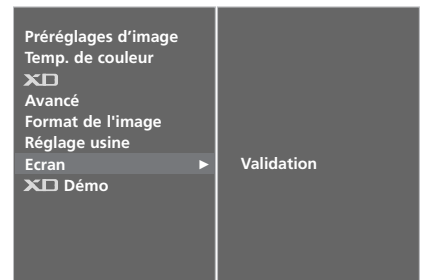 Préréglages d’image
Temp. de couleur
XD
Avancé
Format de l'image
Réglage usine
Ecran ► Validation
XD Démo